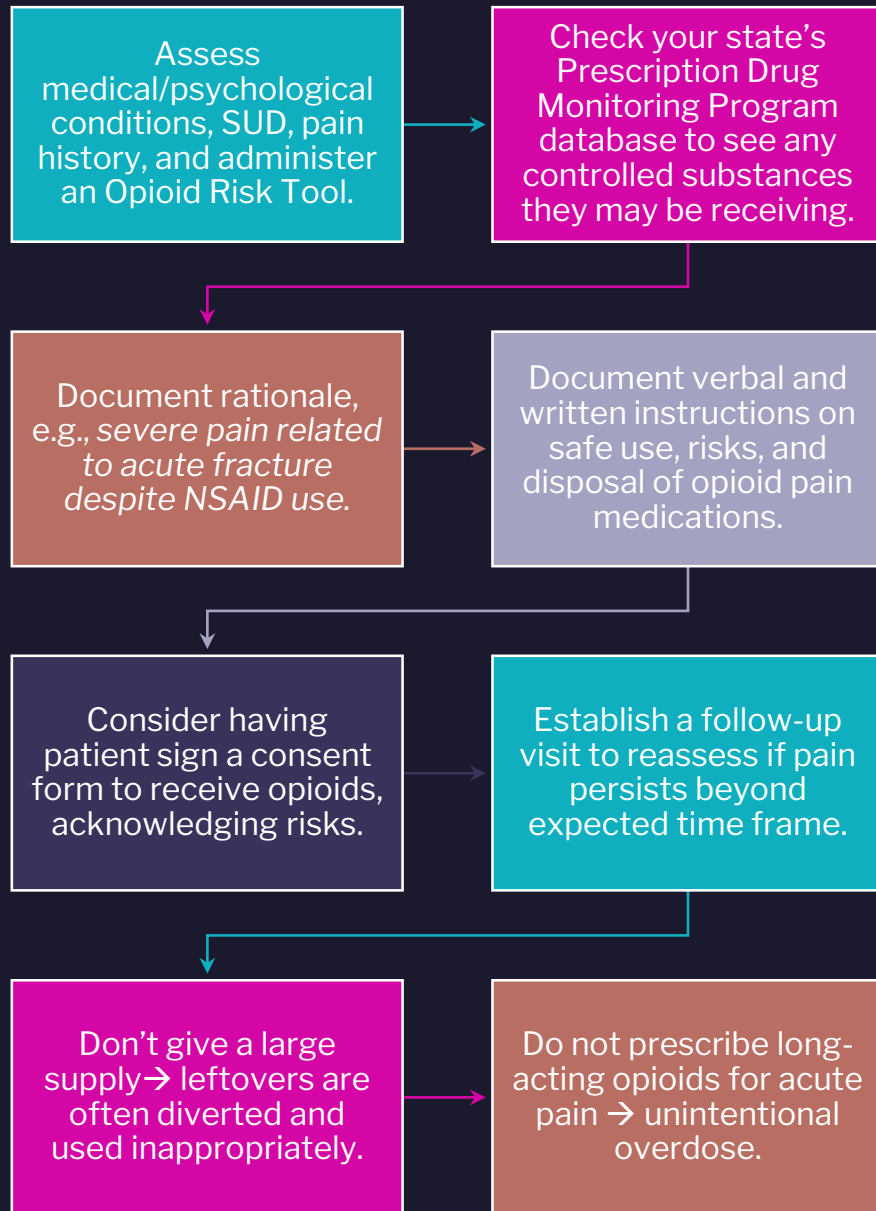 Assess
medical/psychological
conditions, SUD, pain
history, and administer
an Opioid Risk Tool.
Check your state’s
Prescription Drug
Monitoring Program
database to see any
controlled substances
they may be receiving.
Document rationale,
e.g., severe pain related
to acute fracture
despite NSAID use.
Document verbal and
written instructions on
safe use, risks, and
disposal of opioid pain
medications.
Consider having
patient sign a consent
form to receive opioids,
acknowledging risks.
Establish a follow-up
visit to reassess if pain
persists beyond
expected time frame.
Don’t give a large
supply→ leftovers are
often diverted and
used inappropriately.
Do not prescribe long-
acting opioids for acute
pain → unintentional
overdose.